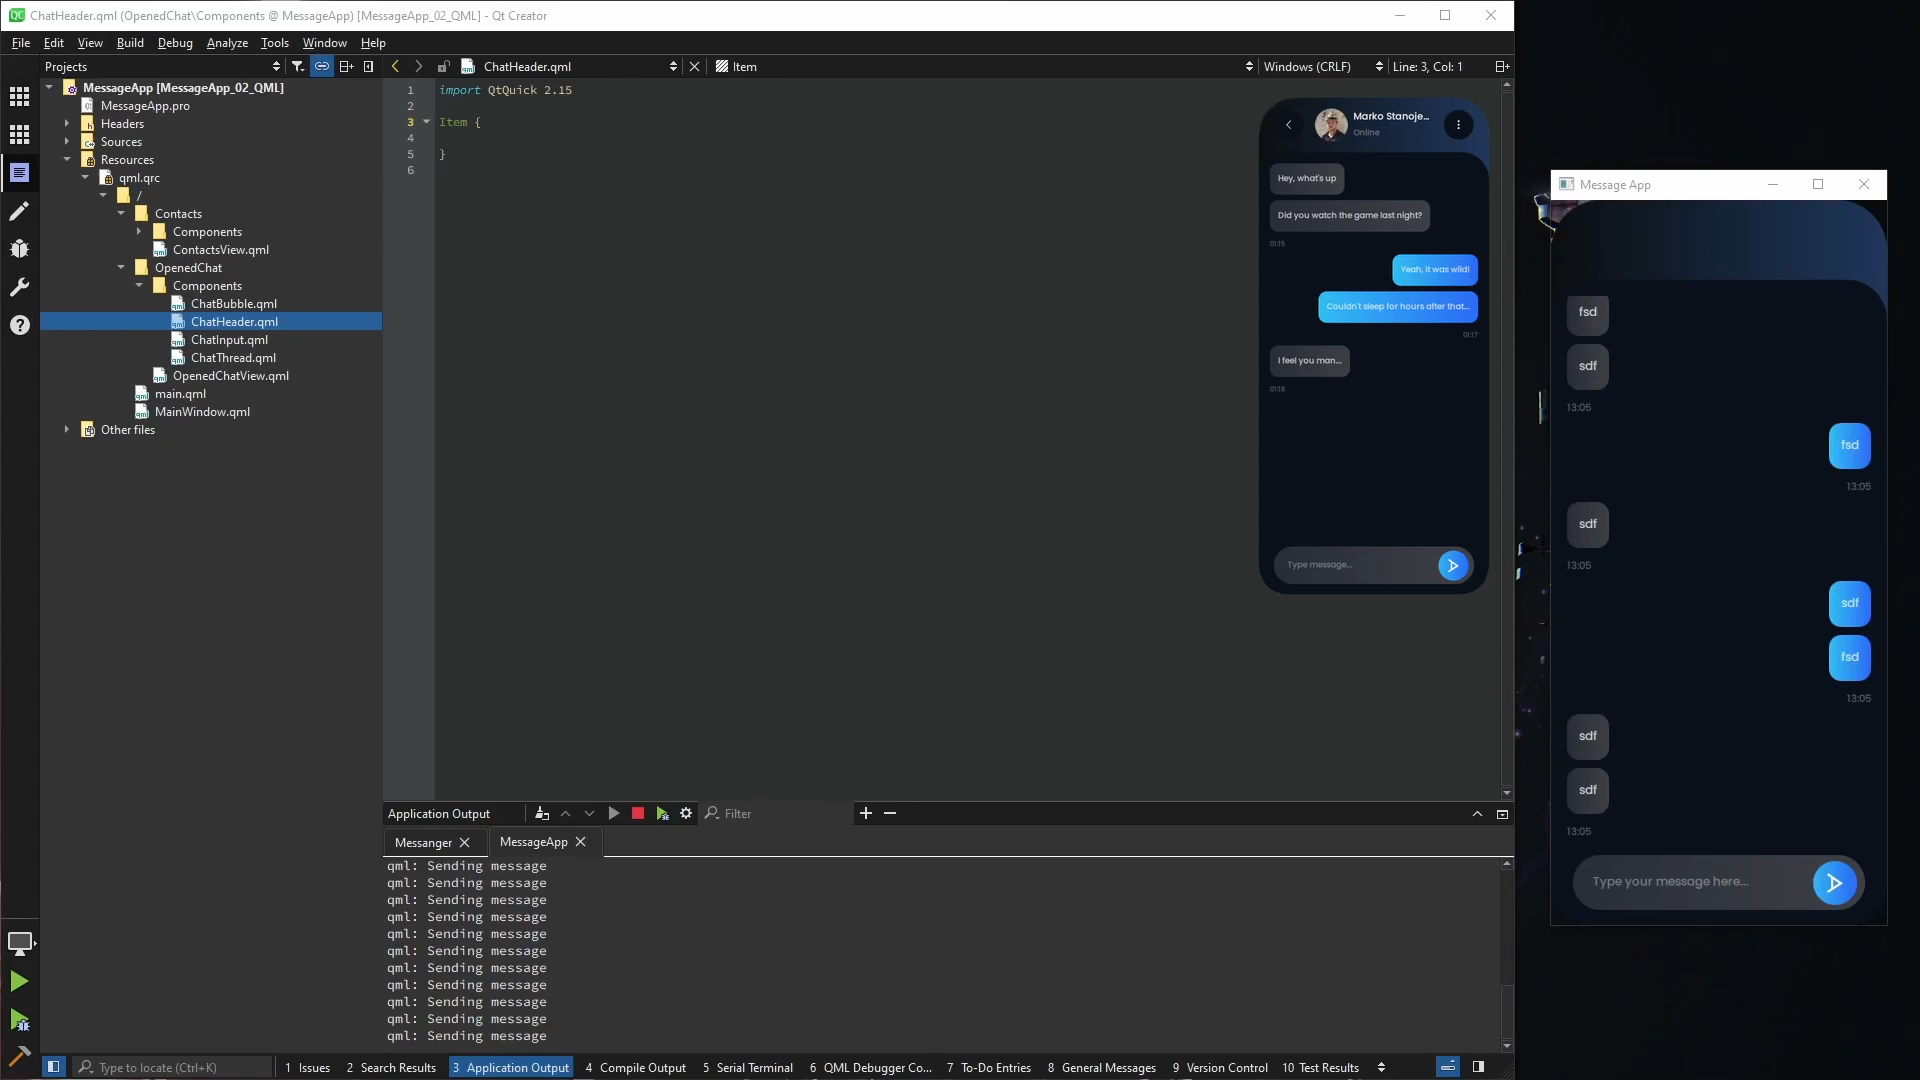 ChatHeader.qml (OpenedChat\Components @ MessageApp) [MessageApp_02_QML] - Qt Creator
File Edit View Build Debug Analyze Tools Window Help
Projects
ChatHeader.qml
Item
Windows (CRLF)
Line: 3, Col: 1
MessageApp [MessageApp_02_QML]
MessageApp.pro
Headers
Sources
Resources
qml.qrc
/
Contacts
Components
ContactsView.qml
OpenedChat
Components
ChatBubble.qml
ChatHeader.qml
ChatInput.qml
ChatThread.qml
OpenedChatView.qml
main.qml
MainWindow.qml
Other files
1 import QtQuick 2.15
2
3 Item {
4
5 }
6
Marko Stanoje...
Online
Hey, what's up
Did you watch the game last night?
01:15
Yeah, it was wild!
Couldn't sleep for hours after that...
01:17
I feel you man...
01:18
Type message...
Message App
fsd
sdf
13:05
fsd
13:05
sdf
13:05
sdf
fsd
13:05
sdf
sdf
13:05
Type your message here...
Application Output
Filter
Messanger
MessageApp
qml: Sending message
qml: Sending message
qml: Sending message
qml: Sending message
qml: Sending message
qml: Sending message
qml: Sending message
qml: Sending message
qml: Sending message
qml: Sending message
qml: Sending message
Type to locate (Ctrl+K)
1 Issues
2 Search Results
3 Application Output
4 Compile Output
5 Serial Terminal
6 QML Debugger Co...
7 To-Do Entries
8 General Messages
9 Version Control
10 Test Results